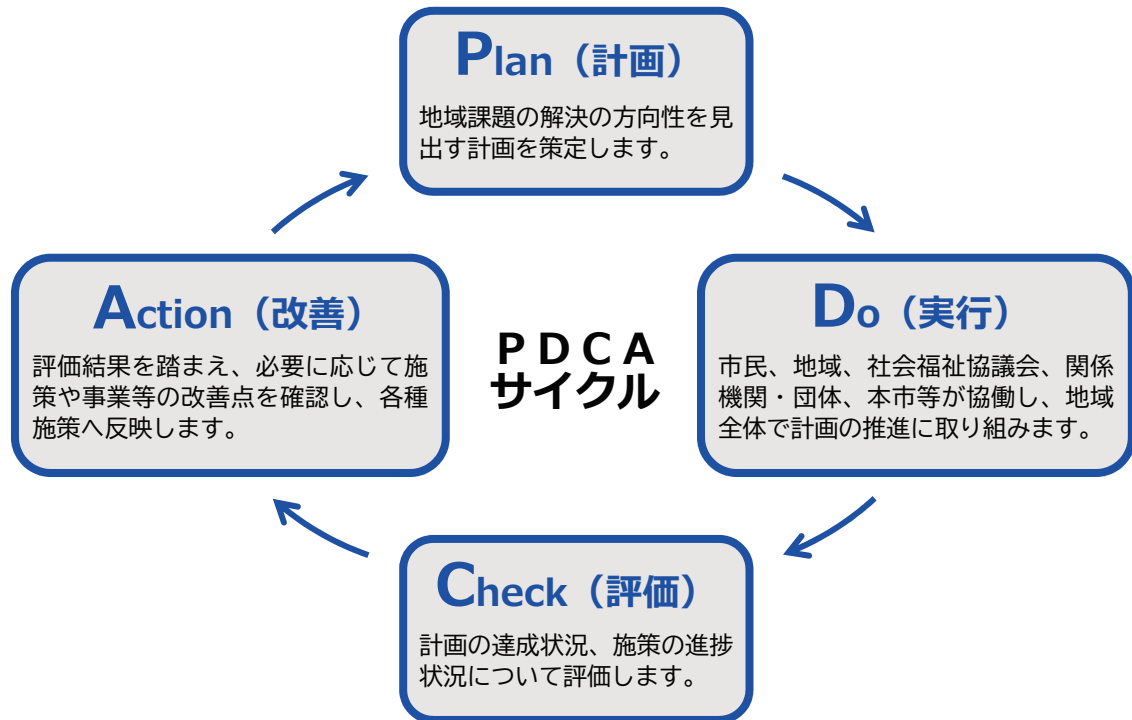 Plan（計画）
地域課題の解決の方向性を見
出す計画を策定します。
Action（改善）
評価結果を踏まえ、必要に応じて施
策や事業等の改善点を確認し、各種
施策へ反映します。
ＰＤＣＡ
サイクル
Do（実行）
市民、地域、社会福祉協議会、関係
機関・団体、本市等が協働し、地域
全体で計画の推進に取り組みます。
Check（評価）
計画の達成状況、施策の進捗
状況について評価します。